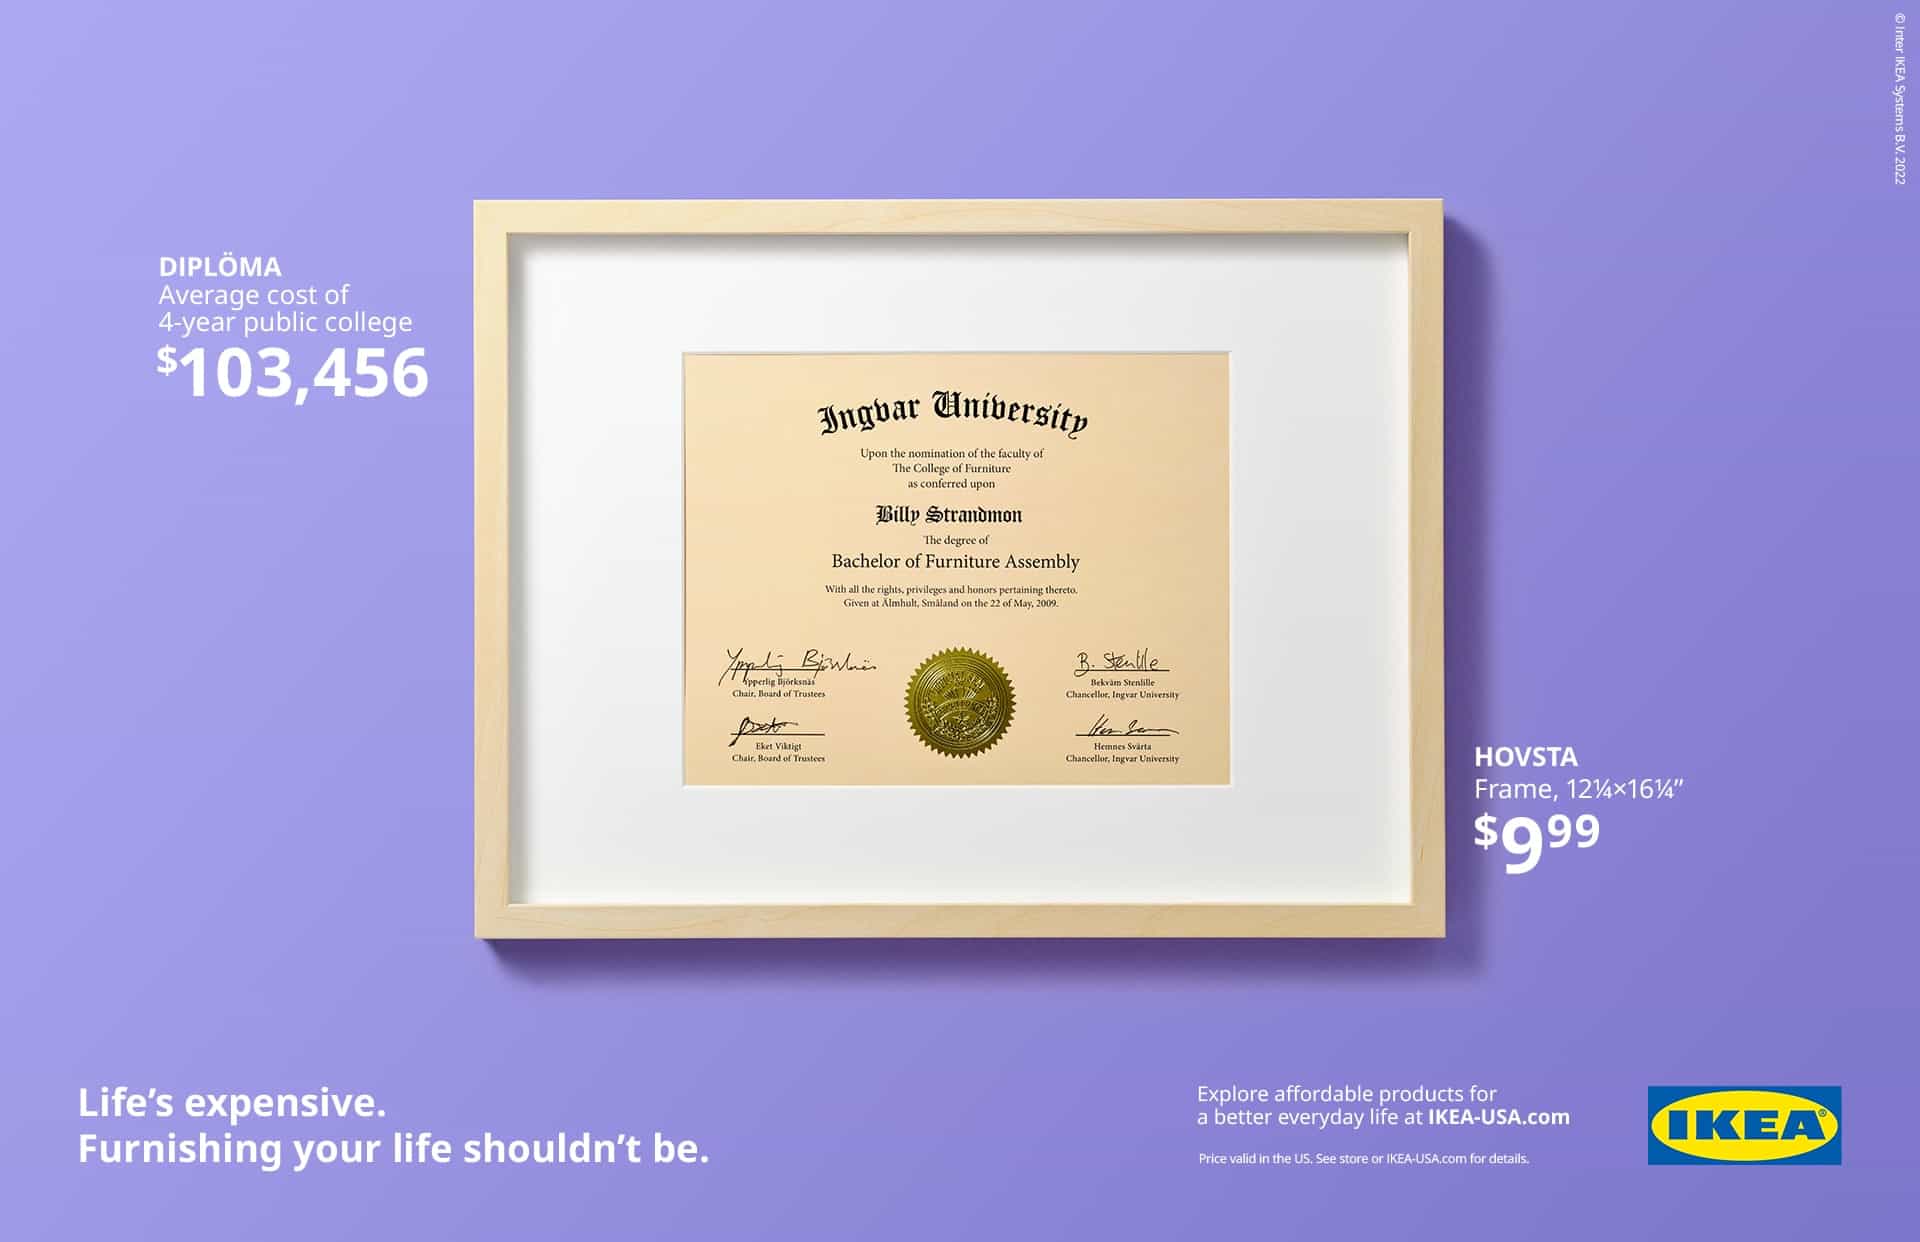 © Inter IKEA Systems B.V. 2022
DIPLÖMA
Average cost of
4-year public college
$103,456
Ingvar University
Upon the nomination of the faculty of
The College of Furniture
as conferred upon
Billy Strandmon
The degree of
Bachelor of Furniture Assembly
With all the rights, privileges and honors pertaining thereto.
Given at Älmhult, Småland on the 22 of May, 2009.
Ypperlig Björksnäs
Chair, Board of Trustees
B. Stenlille
Bekväm Stenlille
Chancellor, Ingvar University
Eket Viktigt
Chair, Board of Trustees
Hemnes Svärta
Chancellor, Ingvar University
HOVSTA
Frame, 12¼×16¼”
$999
Life’s expensive.
Furnishing your life shouldn’t be.
Explore affordable products for
a better everyday life at IKEA-USA.com
Price valid in the US. See store or IKEA-USA.com for details.
IKEA®